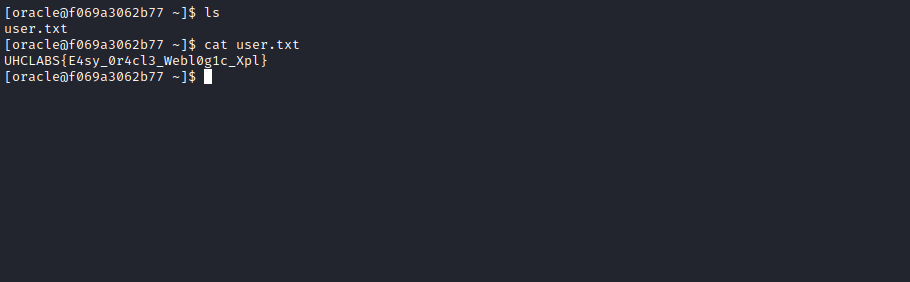 [oracle@f069a3062b77 ~]$ ls
user.txt
[oracle@f069a3062b77 ~]$ cat user.txt
UHCLABS{E4sy_0r4cl3_Webl0g1c_Xpl}
[oracle@f069a3062b77 ~]$